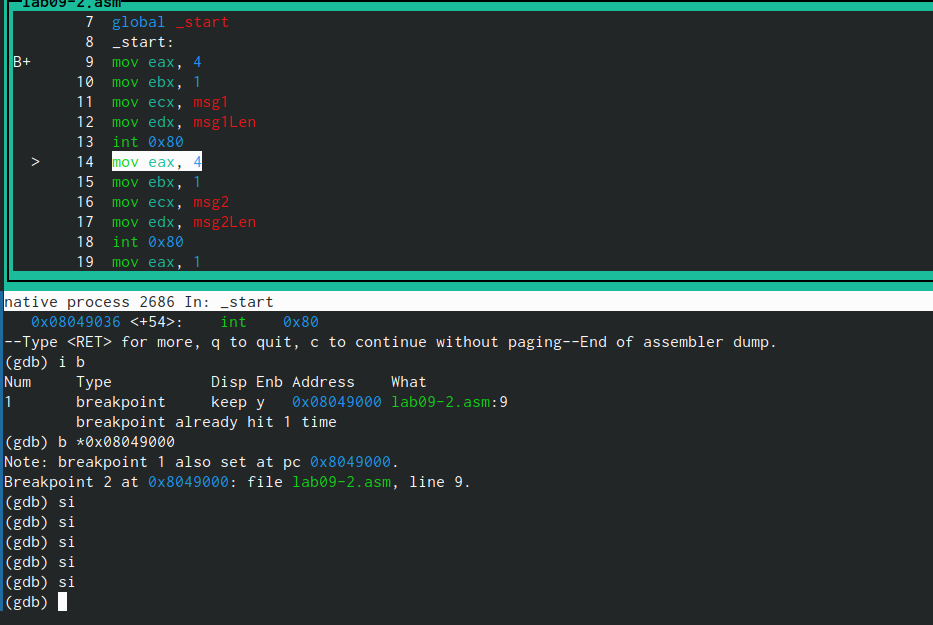 lab09-2.asm
7 global _start
8 _start:
B+ 9 mov eax, 4
10 mov ebx, 1
11 mov ecx, msg1
12 mov edx, msg1Len
13 int 0x80
> 14 mov eax, 4
15 mov ebx, 1
16 mov ecx, msg2
17 mov edx, msg2Len
18 int 0x80
19 mov eax, 1
native process 2686 In: _start
0x08049036 <+54>: int 0x80
--Type <RET> for more, q to quit, c to continue without paging--End of assembler dump.
(gdb) i b
Num Type Disp Enb Address What
1 breakpoint keep y 0x08049000 lab09-2.asm:9
breakpoint already hit 1 time
(gdb) b *0x08049000
Note: breakpoint 1 also set at pc 0x8049000.
Breakpoint 2 at 0x8049000: file lab09-2.asm, line 9.
(gdb) si
(gdb) si
(gdb) si
(gdb) si
(gdb) si
(gdb)